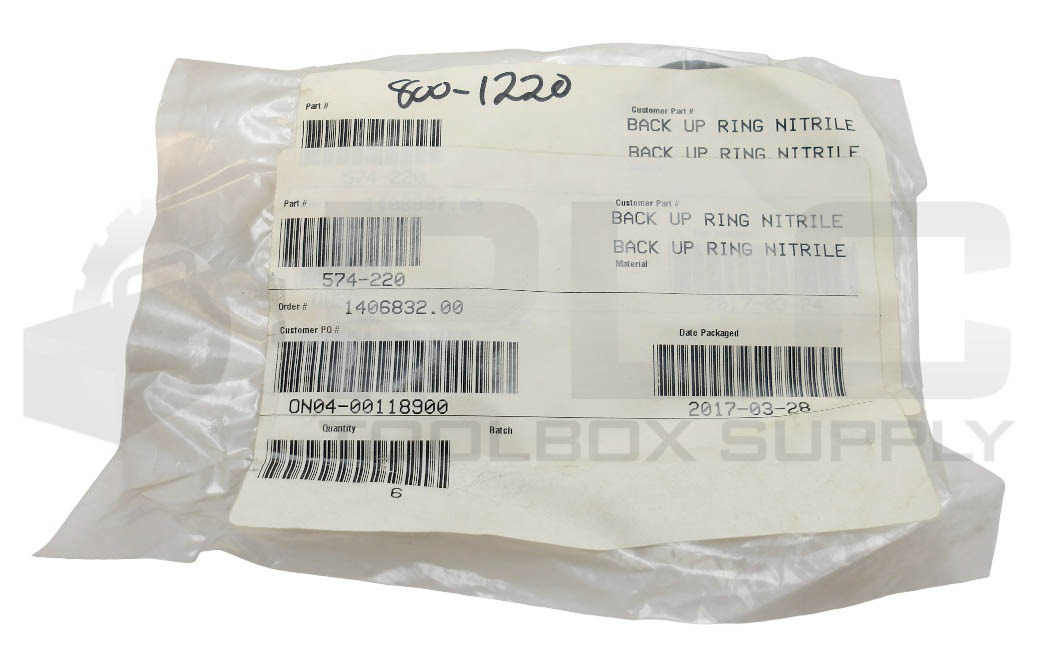 800-1220
Part #
Customer Part #
BACK UP RING NITRILE
BACK UP RING NITRILE
574-220
Part #
Customer Part #
BACK UP RING NITRILE
BACK UP RING NITRILE
Material
574-220
Order # 1406832.00
Customer PO #
Date Packaged
ON04-00118900
2017-03-28
Quantity
Batch
6
PLC
TOOLBOX SUPPLY